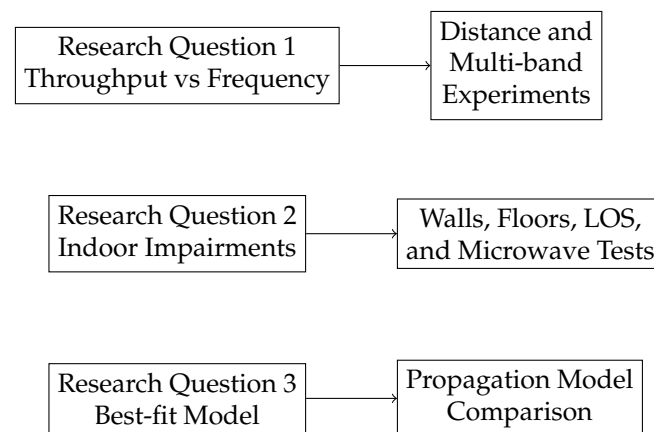 Research Question 1
Throughput vs Frequency
Distance and
Multi-band
Experiments
Research Question 2
Indoor Impairments
Walls, Floors, LOS,
and Microwave Tests
Research Question 3
Best-fit Model
Propagation Model
Comparison